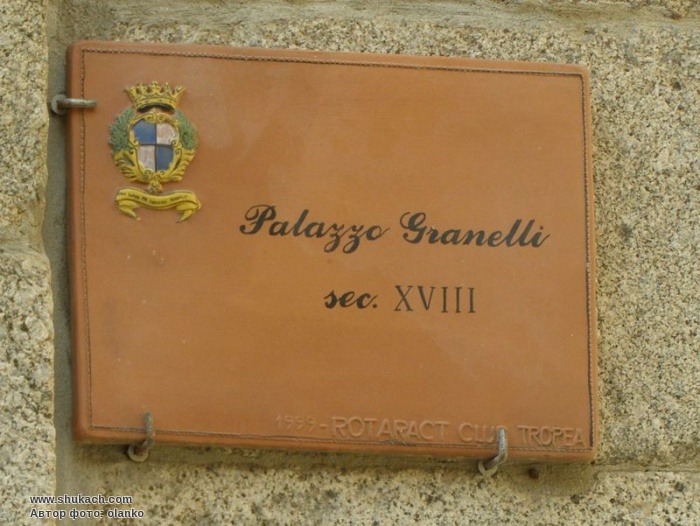 Palazzo Granelli
sec. XVIII
1999 - ROTARACT CLUB TROPEA
www.shukach.com
Автор фото: olanko